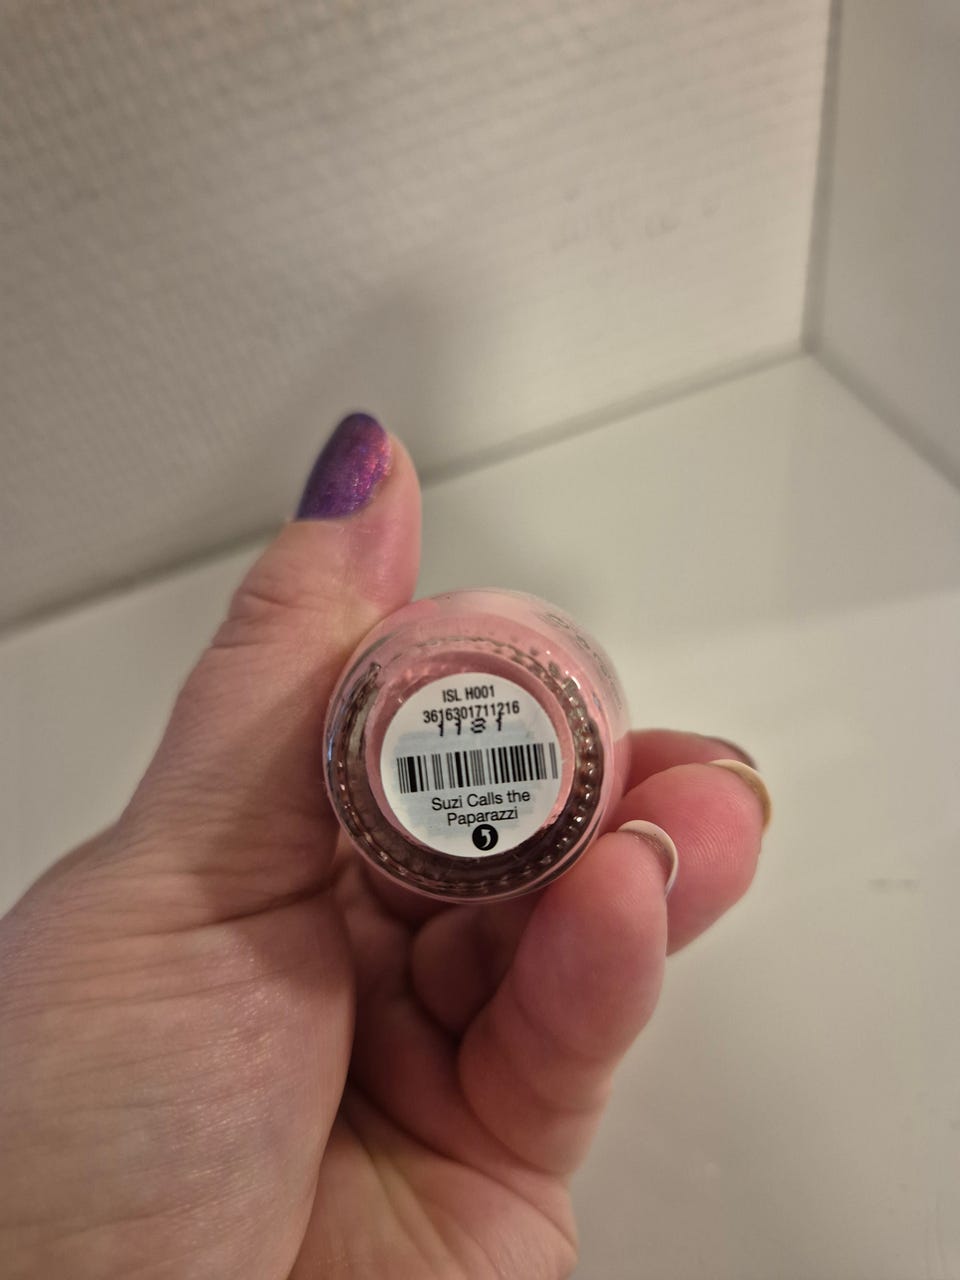 ISL H001
3616301711216
1181
Suzi Calls the
Paparazzi